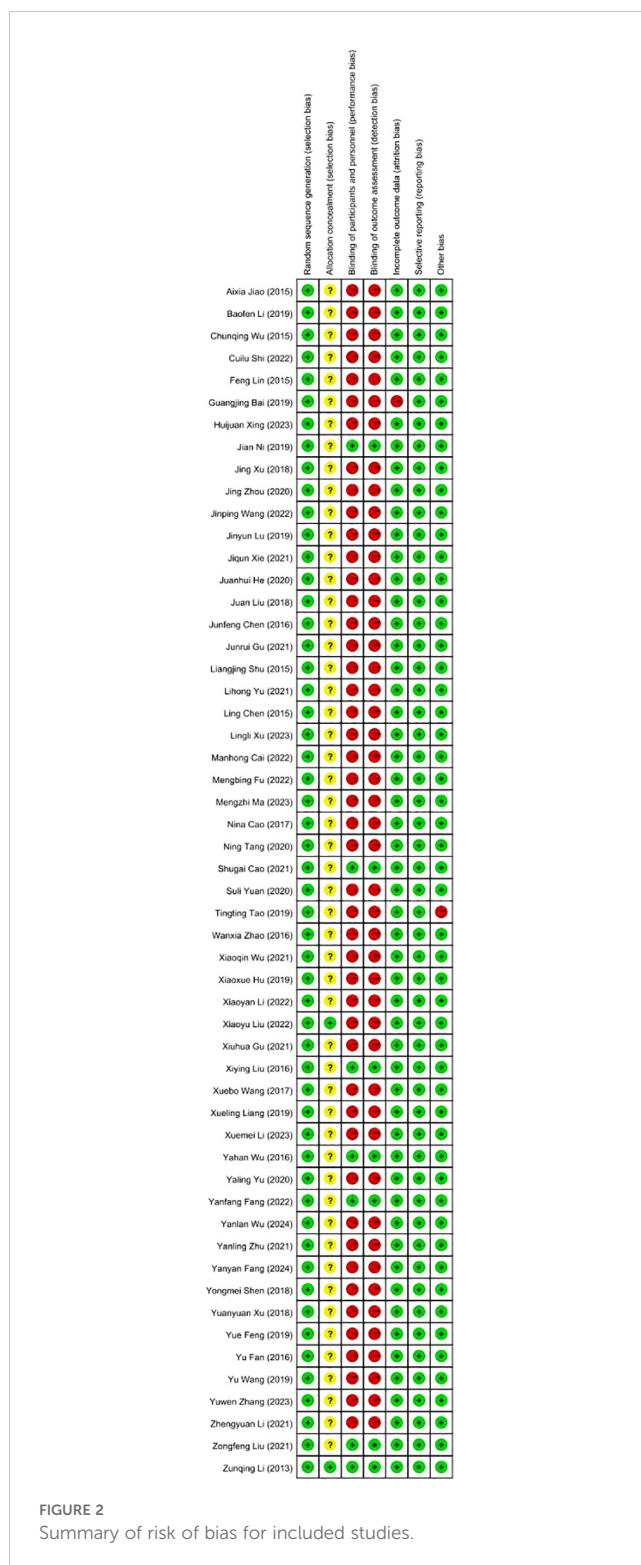 Random sequence generation (selection bias)
Allocation concealment (selection bias)
Blinding of participants and personnel (performance bias)
Blinding of outcome assessment (detection bias)
Incomplete outcome data (attrition bias)
Selective reporting (reporting bias)
Other bias
Aixia Jiao (2015) + ? - - + + +
Baofen Li (2019) + ? - - + + +
Chunqing Wu (2015) + ? - - + + +
Cuilu Shi (2022) + ? - - + + +
Feng Lin (2015) + ? - - + + +
Guangjing Bai (2019) + ? - - - + +
Huijuan Xing (2023) + ? - - + + +
Jian Ni (2019) + ? + + + + +
Jing Xu (2018) + ? - - + + +
Jing Zhou (2020) + ? - - + + +
Jinping Wang (2022) + ? - - + + +
Jinyun Lu (2019) + ? - - + + +
Jiqun Xie (2021) + ? - - + + +
Juanhui He (2020) + ? - - + + +
Juan Liu (2018) + ? - - + + +
Junfeng Chen (2016) + ? - - + + +
Junrui Gu (2021) + ? - - + + +
Liangjing Shu (2015) + ? - - + + +
Lihong Yu (2021) + ? - - + + +
Ling Chen (2015) + ? - - + + +
Lingli Xu (2023) + ? - - + + +
Manhong Cai (2022) + ? - - + + +
Mengbing Fu (2022) + ? - - + + +
Mengzhi Ma (2023) + ? - - + + +
Nina Cao (2017) + ? - - + + +
Ning Tang (2020) + ? - - + + +
Shugai Cao (2021) + ? + + + + +
Suli Yuan (2020) + ? - - + + +
Tingting Tao (2019) + ? - - + + -
Wanxia Zhao (2016) + ? - - + + +
Xiaoqin Wu (2021) + ? - - + + +
Xiaoxue Hu (2019) + ? - - + + +
Xiaoyan Li (2022) + ? - - + + +
Xiaoyu Liu (2022) + + - - + + +
Xiuhua Gu (2021) + ? - - + + +
Xiying Liu (2016) + ? + + + + +
Xuebo Wang (2017) + ? - - + + +
Xueling Liang (2019) + ? - - + + +
Xuemei Li (2023) + ? - - + + +
Yahan Wu (2016) + ? + + + + +
Yaling Yu (2020) + ? - - + + +
Yanfang Fang (2022) + ? + + + + +
Yanlan Wu (2024) + ? - - + + +
Yanling Zhu (2021) + ? - - + + +
Yanyan Fang (2024) + ? - - + + +
Yongmei Shen (2018) + ? - - + + +
Yuanyuan Xu (2018) + ? - - + + +
Yue Feng (2019) + ? - - + + +
Yu Fan (2016) + ? - - + + +
Yu Wang (2019) + ? - - + + +
Yuwen Zhang (2023) + ? - - + + +
Zhengyuan Li (2021) + ? - - + + +
Zongfeng Liu (2021) + ? + + + + +
Zunqing Li (2013) + + + + + + +
FIGURE 2
Summary of risk of bias for included studies.